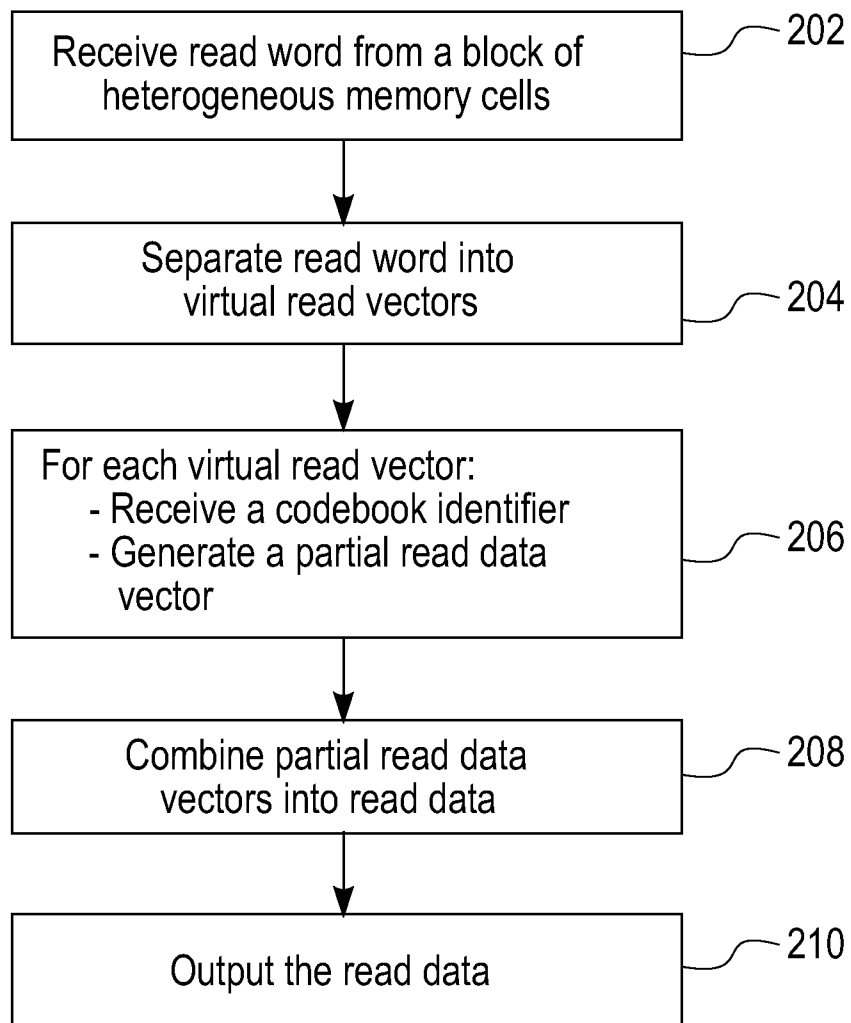 Receive read word from a block of
heterogeneous memory cells
202
Separate read word into
virtual read vectors
204
For each virtual read vector:
- Receive a codebook identifier
- Generate a partial read data
vector
206
Combine partial read data
vectors into read data
208
Output the read data
210